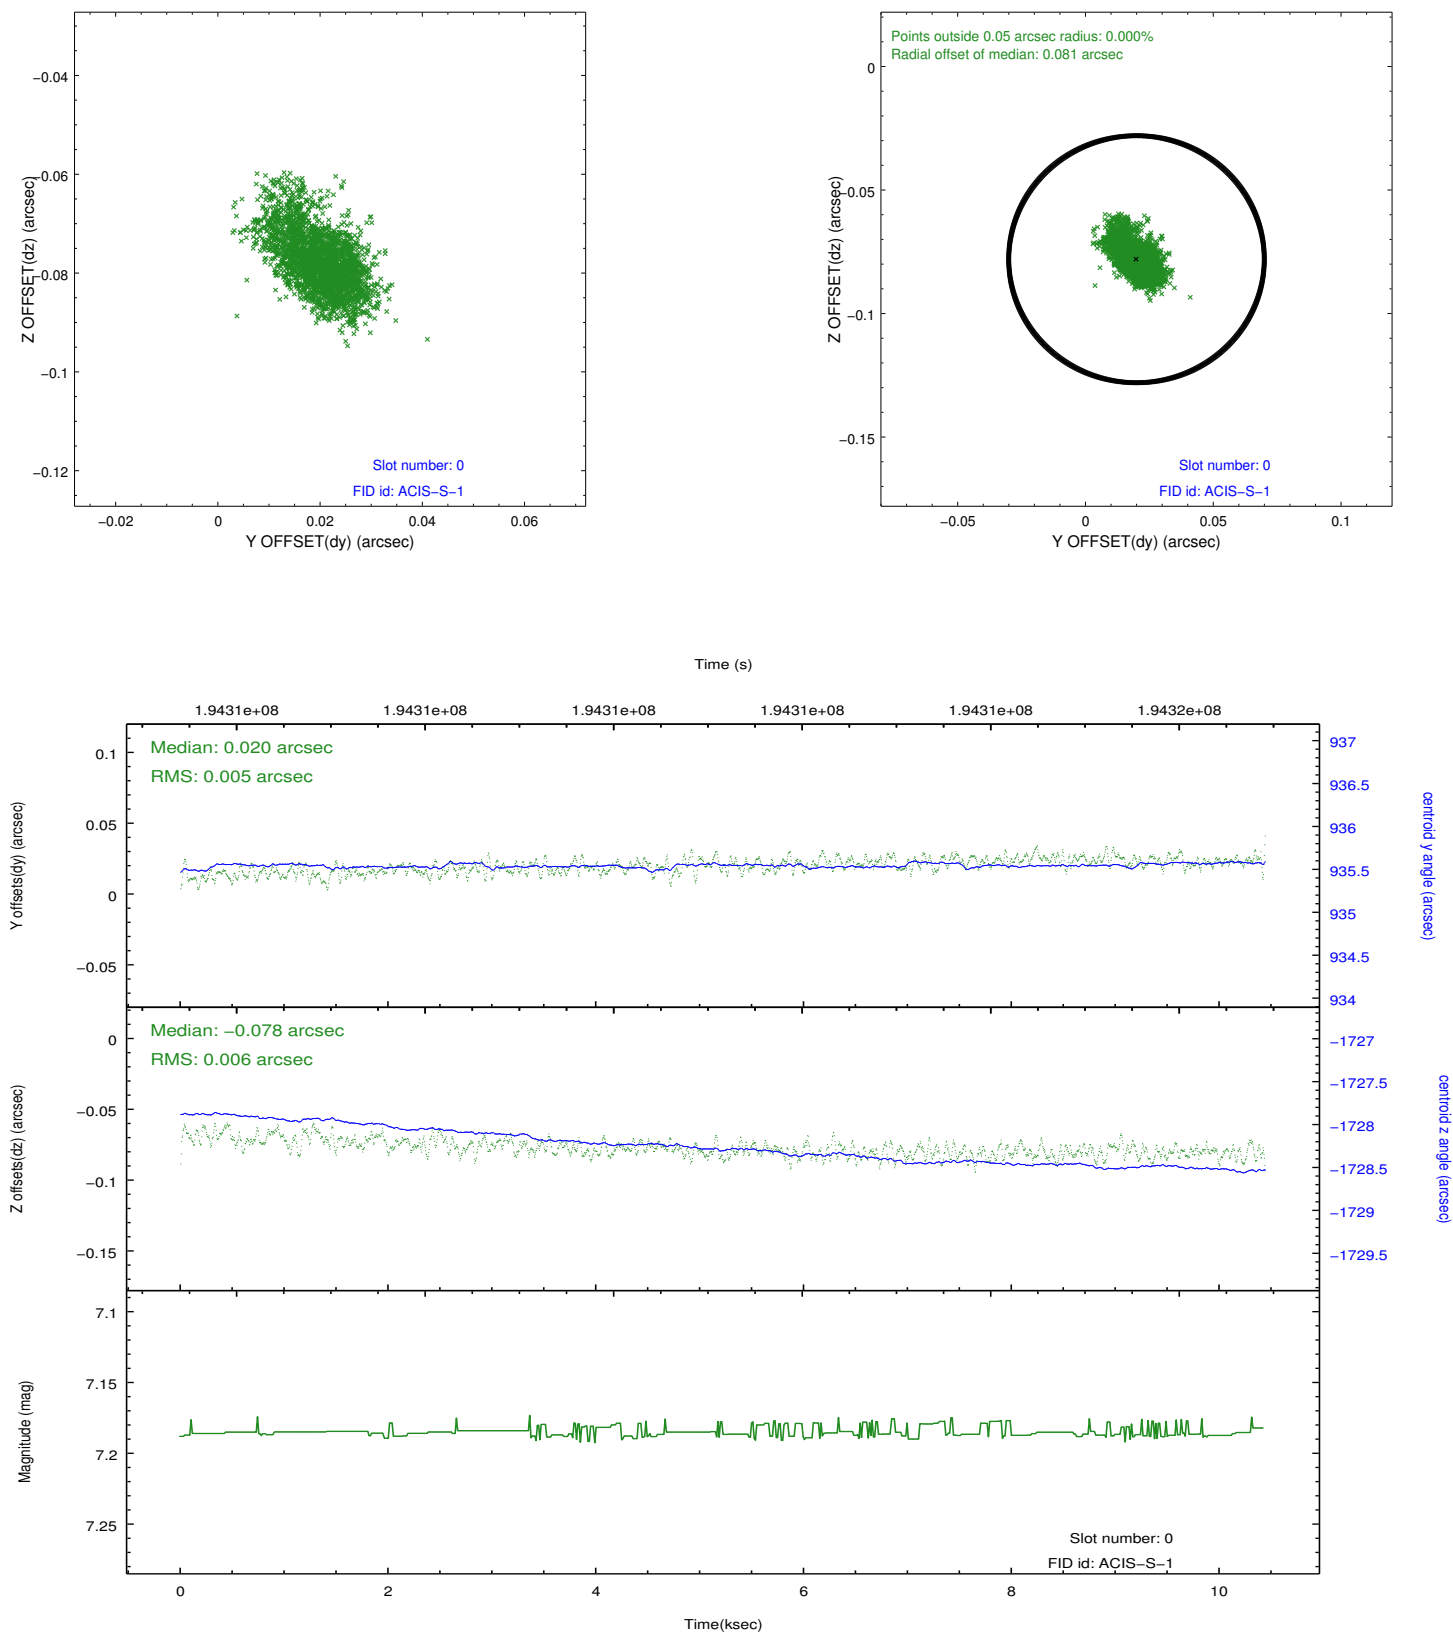 −0.04
−0.06
−0.08
−0.1
−0.12
Z OFFSET(dz) (arcsec)
Slot number: 0
FID id: ACIS−S−1
−0.02
0
0.02
0.04
0.06
Y OFFSET(dy) (arcsec)
Points outside 0.05 arcsec radius: 0.000%
Radial offset of median: 0.081 arcsec
0
−0.05
−0.1
−0.15
Z OFFSET(dz) (arcsec)
Slot number: 0
FID id: ACIS−S−1
−0.05
0
0.05
0.1
Y OFFSET(dy) (arcsec)
Time (s)
1.9431e+08
1.9431e+08
1.9431e+08
1.9431e+08
1.9431e+08
1.9432e+08
Median: 0.020 arcsec
RMS: 0.005 arcsec
0.1
0.05
0
−0.05
Y offsets(dy) (arcsec)
937
936.5
936
935.5
935
934.5
934
centroid y angle (arcsec)
Median: −0.078 arcsec
RMS: 0.006 arcsec
0
−0.05
−0.1
−0.15
Z offsets(dz) (arcsec)
−1727
−1727.5
−1728
−1728.5
−1729
−1729.5
centroid z angle (arcsec)
7.1
7.15
7.2
7.25
Magnitude (mag)
Slot number: 0
FID id: ACIS−S−1
0
2
4
6
8
10
Time(ksec)